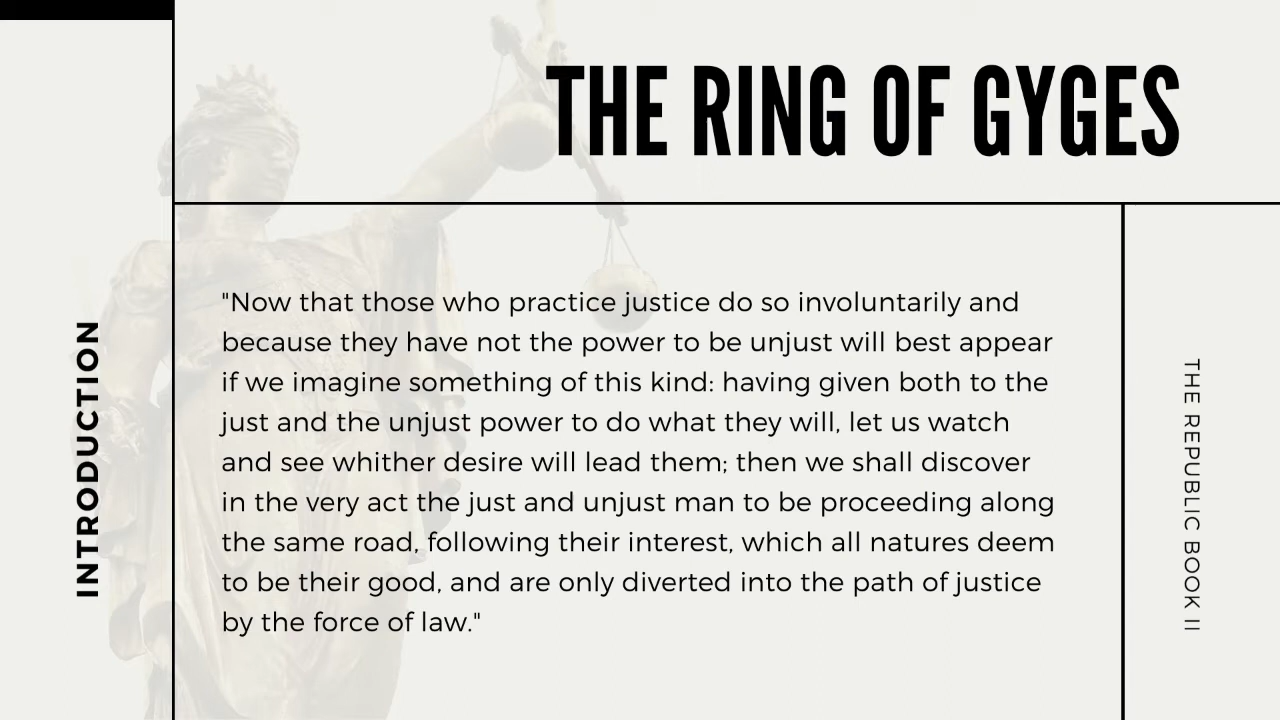 THE RING OF GYGES
INTRODUCTION
"Now that those who practice justice do so involuntarily and
because they have not the power to be unjust will best appear
if we imagine something of this kind: having given both to the
just and the unjust power to do what they will, let us watch
and see whither desire will lead them; then we shall discover
in the very act the just and unjust man to be proceeding along
the same road, following their interest, which all natures deem
to be their good, and are only diverted into the path of justice
by the force of law."
THE REPUBLIC BOOK II